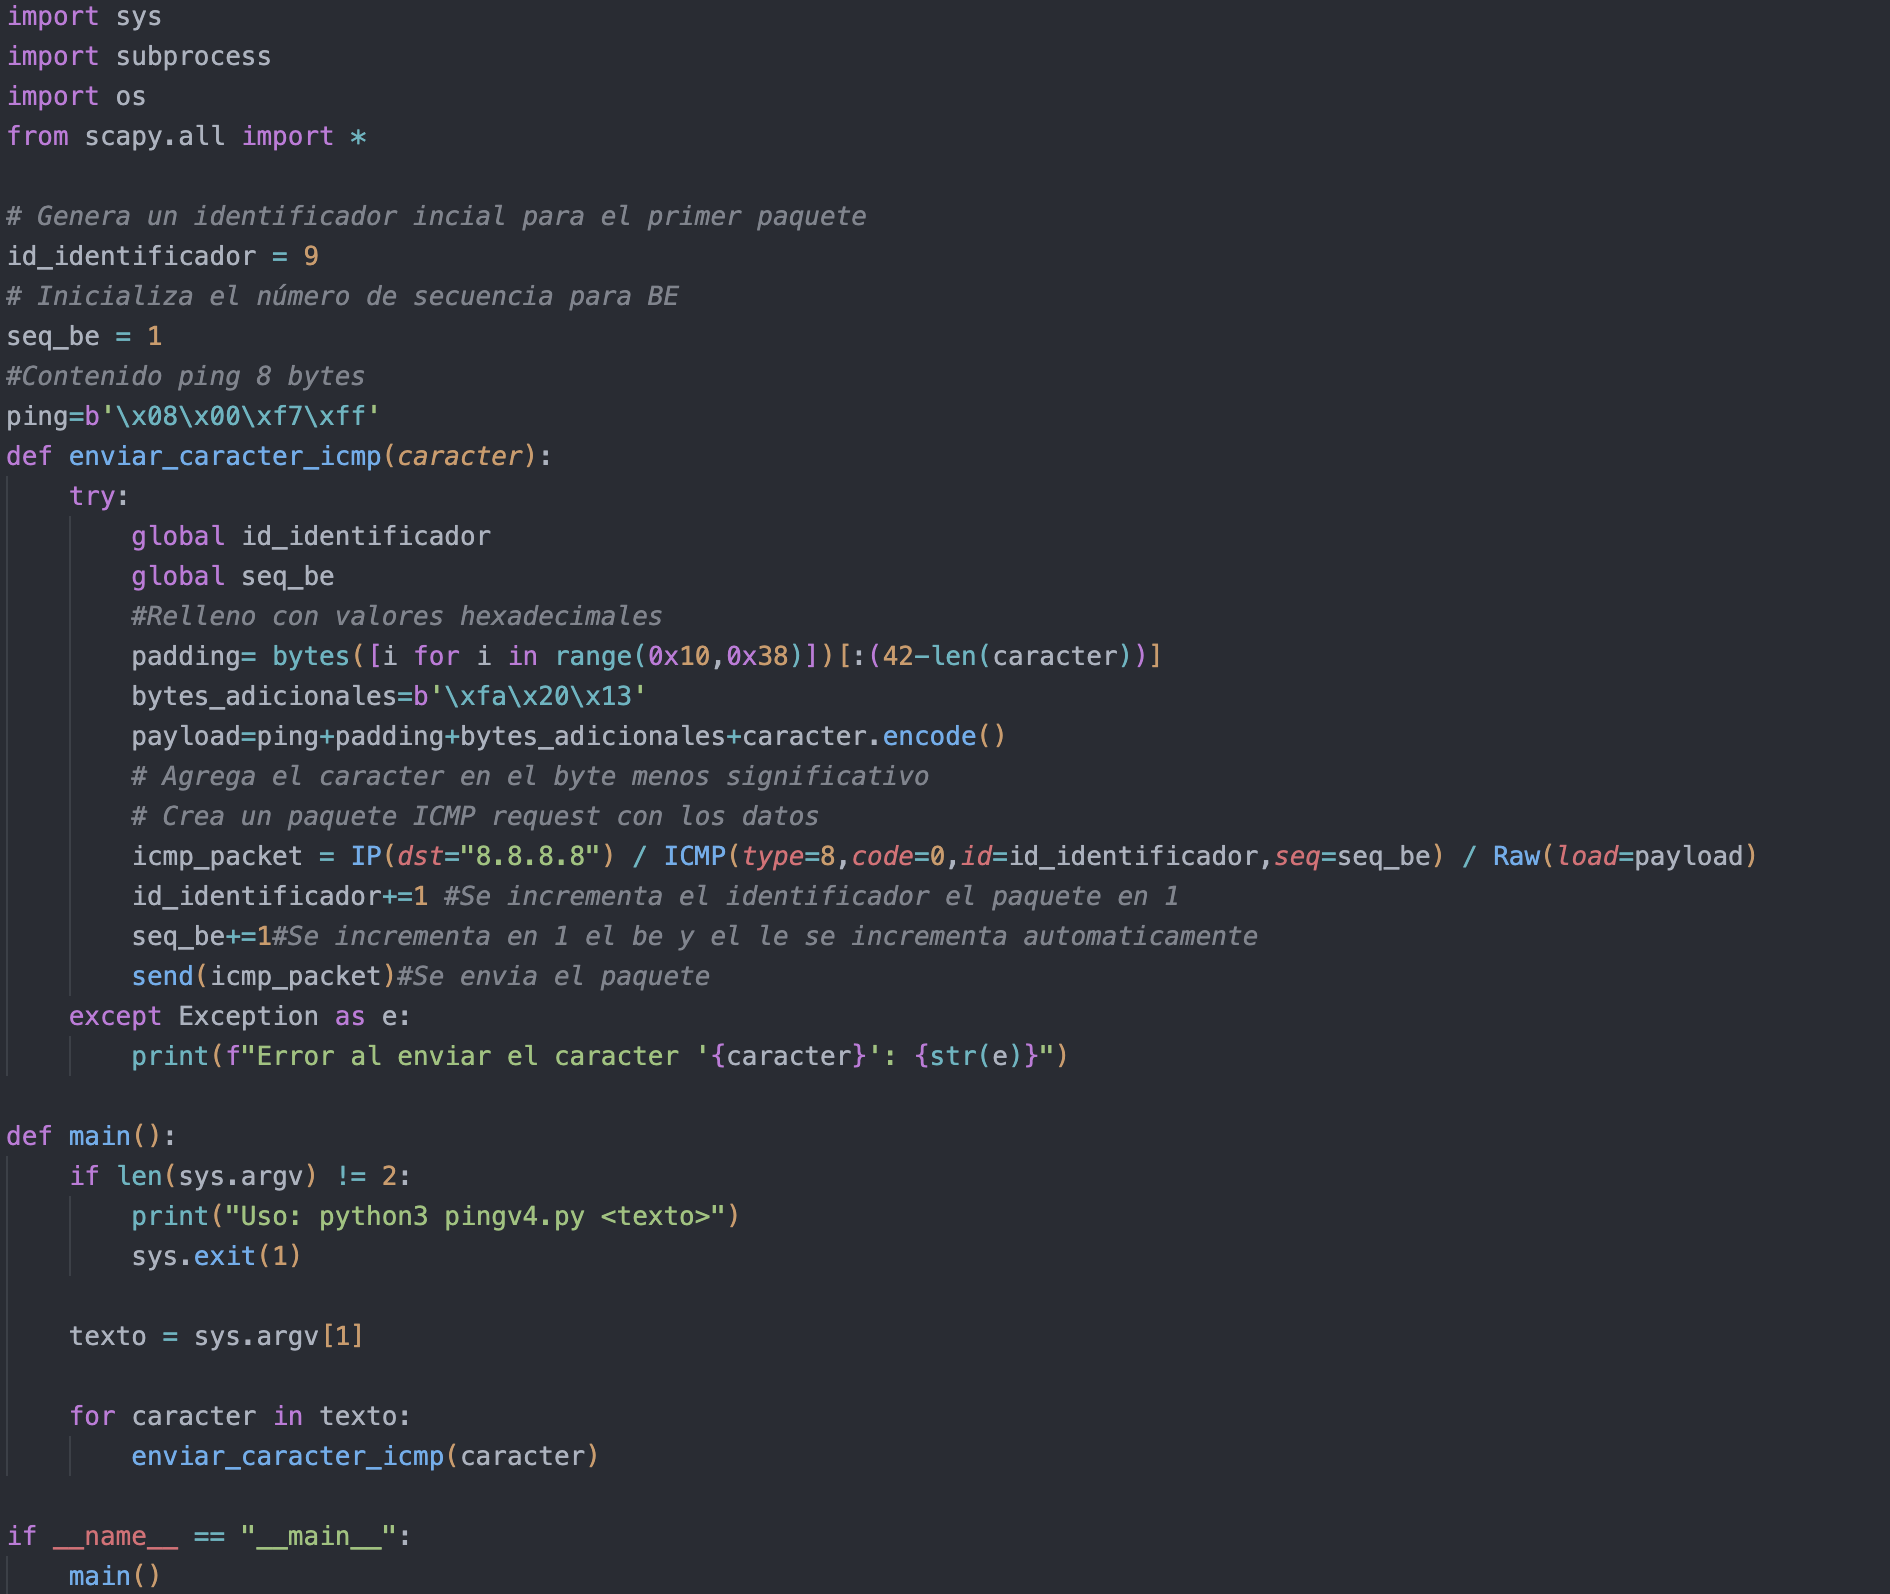 import sys
import subprocess
import os
from scapy.all import *

# Genera un identificador incial para el primer paquete
id_identificador = 9
# Inicializa el número de secuencia para BE
seq_be = 1
#Contenido ping 8 bytes
ping=b'\x08\x00\xf7\xff'
def enviar_caracter_icmp(caracter):
    try:
        global id_identificador
        global seq_be
        #Relleno con valores hexadecimales
        padding= bytes([i for i in range(0x10,0x38)])[:(42-len(caracter))]
        bytes_adicionales=b'\xfa\x20\x13'
        payload=ping+padding+bytes_adicionales+caracter.encode()
        # Agrega el caracter en el byte menos significativo
        # Crea un paquete ICMP request con los datos
        icmp_packet = IP(dst="8.8.8.8") / ICMP(type=8,code=0,id=id_identificador,seq=seq_be) / Raw(load=payload)
        id_identificador+=1 #Se incrementa el identificador el paquete en 1
        seq_be+=1#Se incrementa en 1 el be y el le se incrementa automaticamente
        send(icmp_packet)#Se envia el paquete
    except Exception as e:
        print(f"Error al enviar el caracter '{caracter}': {str(e)}")

def main():
    if len(sys.argv) != 2:
        print("Uso: python3 pingv4.py <texto>")
        sys.exit(1)

    texto = sys.argv[1]

    for caracter in texto:
        enviar_caracter_icmp(caracter)

if __name__ == "__main__":
    main()